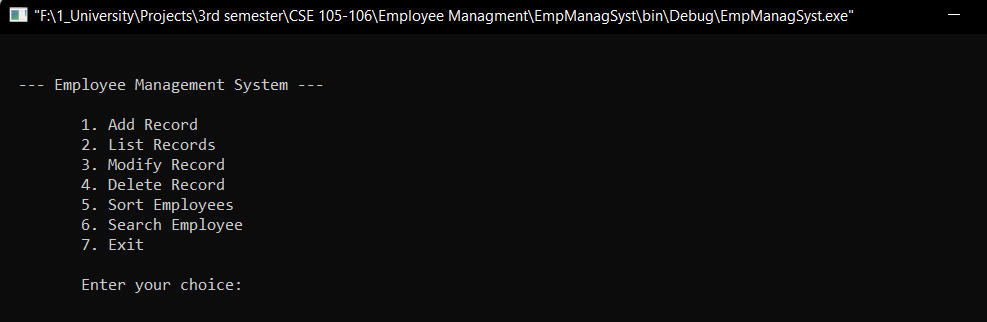 "F:\1_University\Projects\3rd semester\CSE 105-106\Employee Managment\EmpManagSyst\bin\Debug\EmpManagSyst.exe"
--- Employee Management System ---
1. Add Record
2. List Records
3. Modify Record
4. Delete Record
5. Sort Employees
6. Search Employee
7. Exit
Enter your choice: